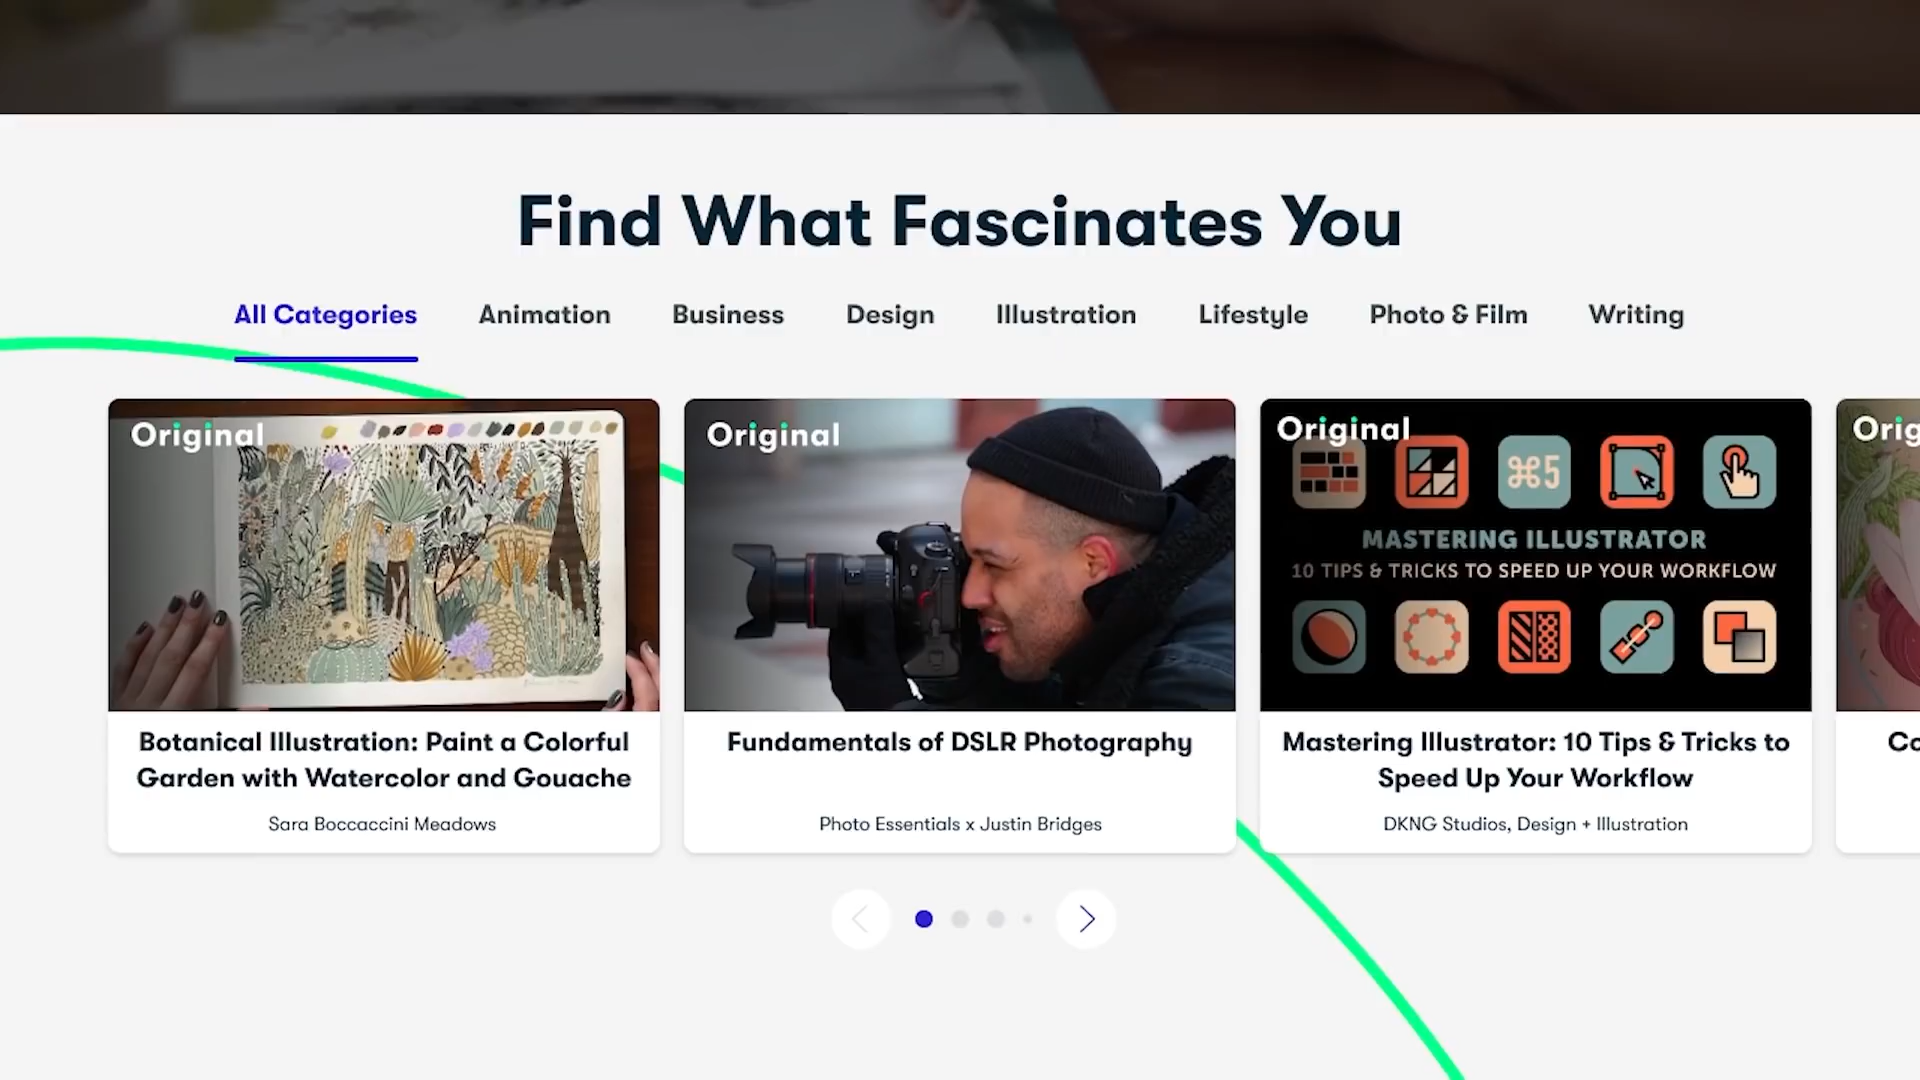 Find What Fascinates You
All Categories Animation Business Design Illustration Lifestyle Photo & Film Writing
Original
Botanical Illustration: Paint a Colorful
Garden with Watercolor and Gouache
Sara Boccaccini Meadows
Original
Fundamentals of DSLR Photography
Photo Essentials x Justin Bridges
Original
⌘5
MASTERING ILLUSTRATOR
10 TIPS & TRICKS TO SPEED UP YOUR WORKFLOW
Mastering Illustrator: 10 Tips & Tricks to
Speed Up Your Workflow
DKNG Studios, Design + Illustration
Orig
Co